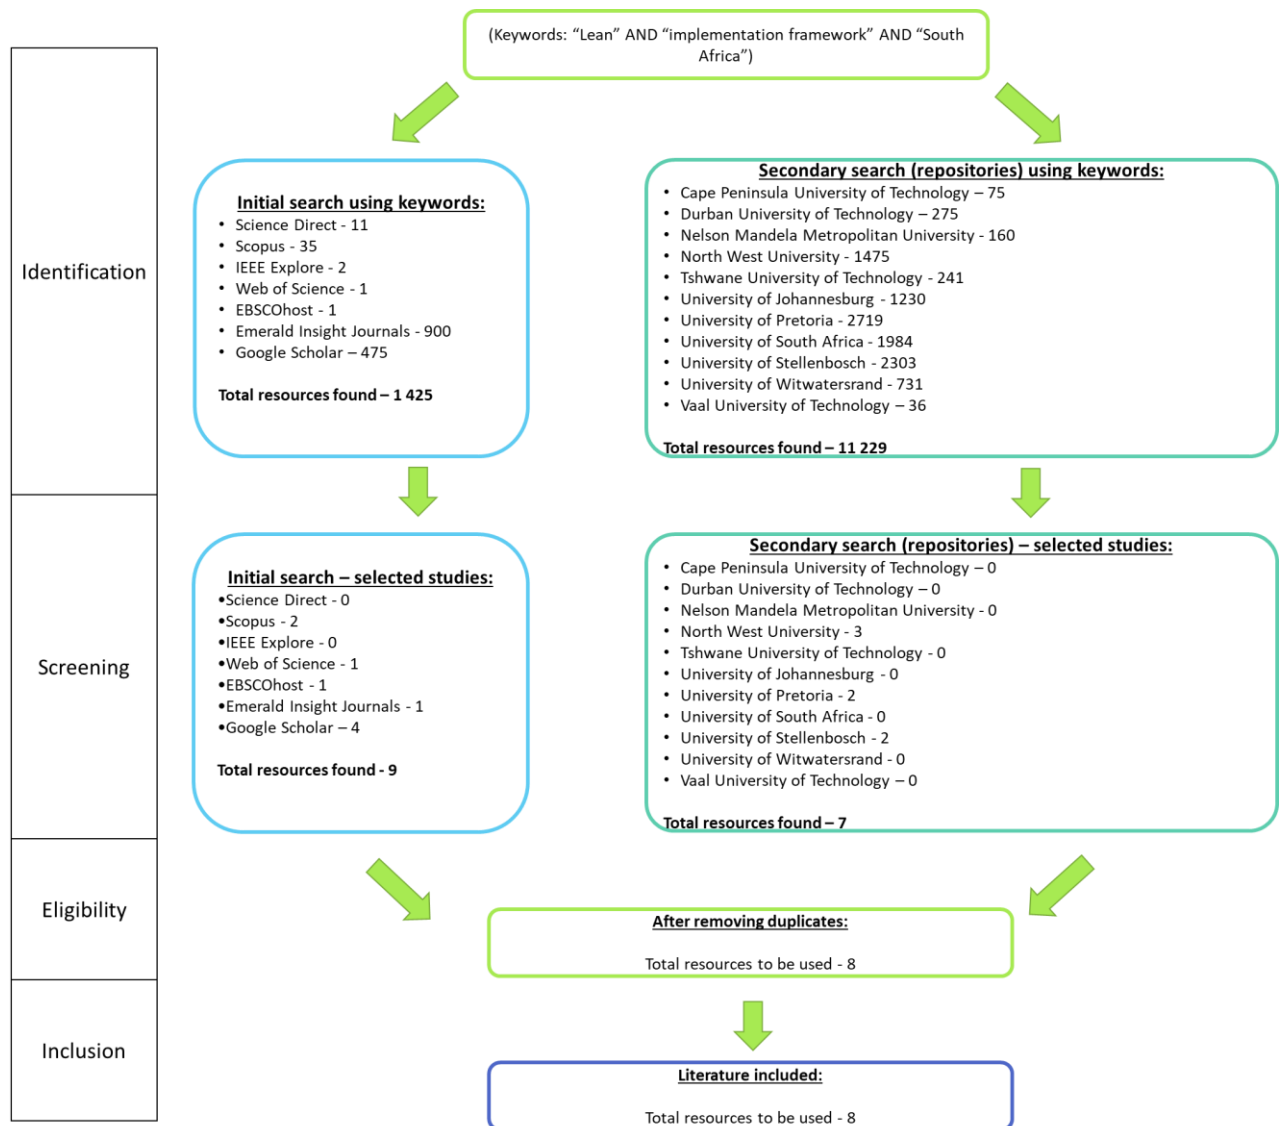 (Keywords: “Lean” AND “implementation framework” AND “South
Africa”)
Identification
Initial search using keywords:
• Science Direct - 11
• Scopus - 35
• IEEE Explore - 2
• Web of Science - 1
• EBSCOhost - 1
• Emerald Insight Journals - 900
• Google Scholar – 475
Total resources found – 1 425
Secondary search (repositories) using keywords:
• Cape Peninsula University of Technology – 75
• Durban University of Technology – 275
• Nelson Mandela Metropolitan University - 160
• North West University - 1475
• Tshwane University of Technology - 241
• University of Johannesburg - 1230
• University of Pretoria - 2719
• University of South Africa - 1984
• University of Stellenbosch - 2303
• University of Witwatersrand - 731
• Vaal University of Technology – 36
Total resources found – 11 229
Screening
Initial search – selected studies:
•Science Direct - 0
•Scopus - 2
•IEEE Explore - 0
•Web of Science - 1
•EBSCOhost - 1
•Emerald Insight Journals - 1
•Google Scholar – 4
Total resources found - 9
Secondary search (repositories) – selected studies:
• Cape Peninsula University of Technology – 0
• Durban University of Technology – 0
• Nelson Mandela Metropolitan University - 0
• North West University - 3
• Tshwane University of Technology - 0
• University of Johannesburg - 0
• University of Pretoria - 2
• University of South Africa - 0
• University of Stellenbosch - 2
• University of Witwatersrand - 0
• Vaal University of Technology – 0
Total resources found – 7
Eligibility
After removing duplicates:
Total resources to be used - 8
Inclusion
Literature included:
Total resources to be used - 8